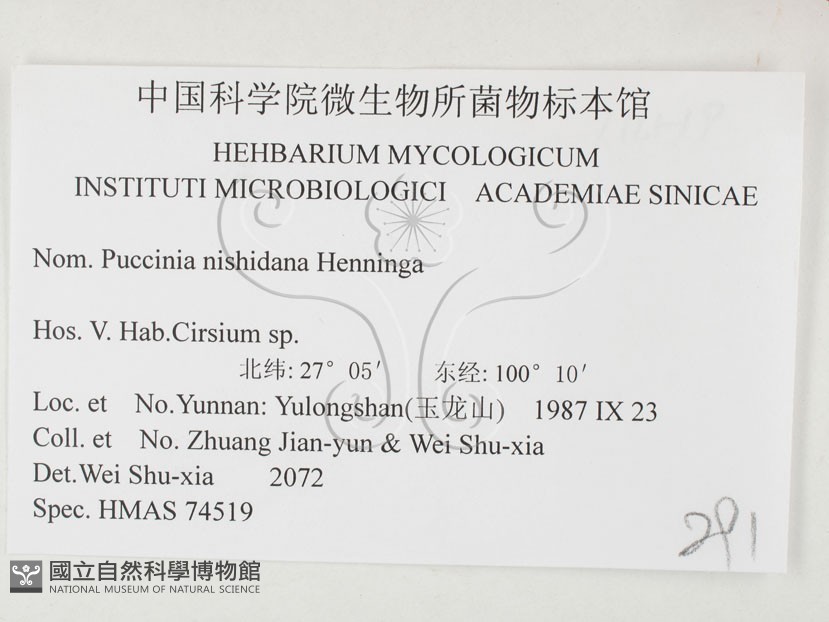 中国科学院微生物所菌物标本馆
HEHBARIUM MYCOLOGICUM
INSTITUTI MICROBIOLOGICI ACADEMIAE SINICAE
Nom. Puccinia nishidana Henninga
Hos. V. Hab.Cirsium sp.
北纬: 27° 05′ 东经: 100° 10′
Loc. et No.Yunnan: Yulongshan(玉龙山) 1987 IX 23
Coll. et No. Zhuang Jian-yun & Wei Shu-xia
Det.Wei Shu-xia 2072
Spec. HMAS 74519
291
國立自然科學博物館
NATIONAL MUSEUM OF NATURAL SCIENCE